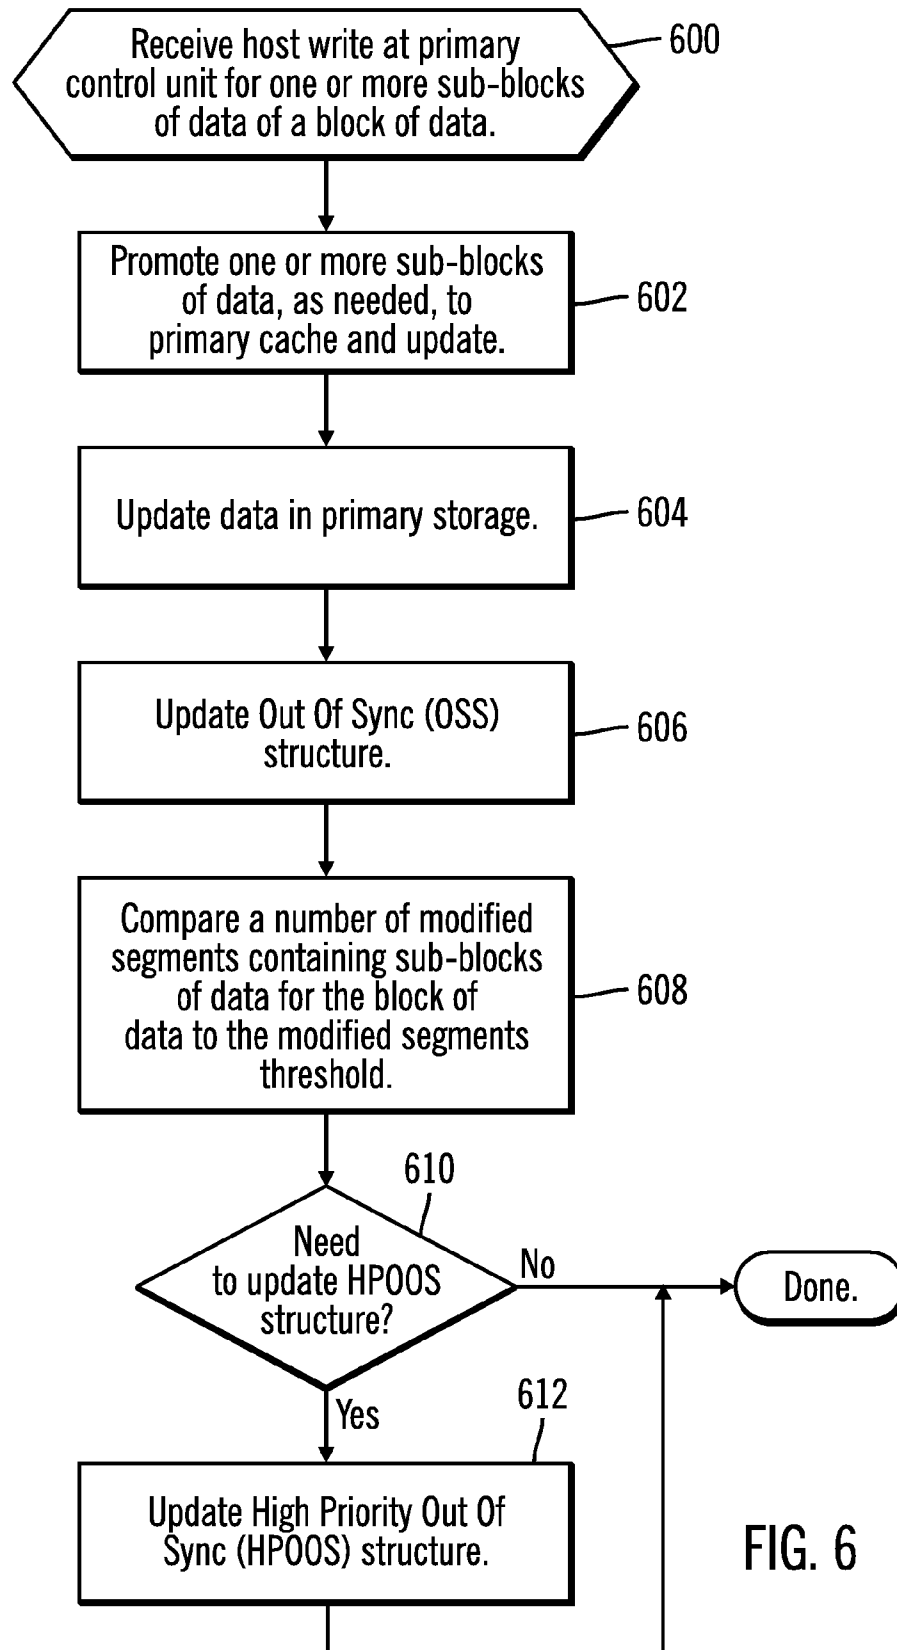 Receive host write at primary
control unit for one or more sub-blocks
of data of a block of data.
600
Promote one or more sub-blocks
of data, as needed, to
primary cache and update.
602
Update data in primary storage.
604
Update Out Of Sync (OSS)
structure.
606
Compare a number of modified
segments containing sub-blocks
of data for the block of
data to the modified segments
threshold.
608
610
Need
to update HPOOS
structure?
No
Done.
Yes
612
Update High Priority Out Of
Sync (HPOOS) structure.
FIG. 6